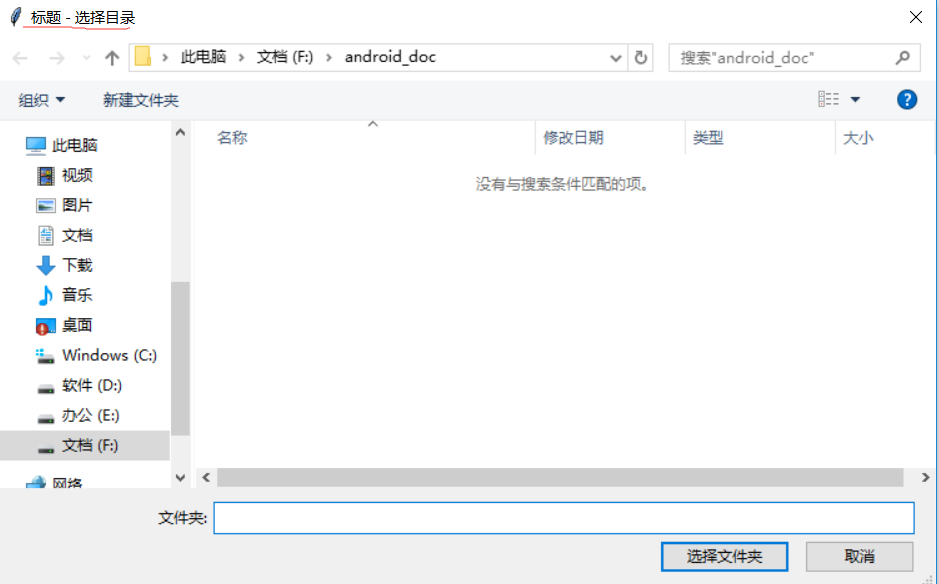 标题 - 选择目录
此电脑 文档 (F:) android_doc
搜索"android_doc"
组织 新建文件夹
?
名称 修改日期 类型 大小
没有与搜索条件匹配的项。
此电脑
视频
图片
文档
下载
音乐
桌面
Windows (C:)
软件 (D:)
办公 (E:)
文档 (F:)
网络
文件夹:
选择文件夹 取消